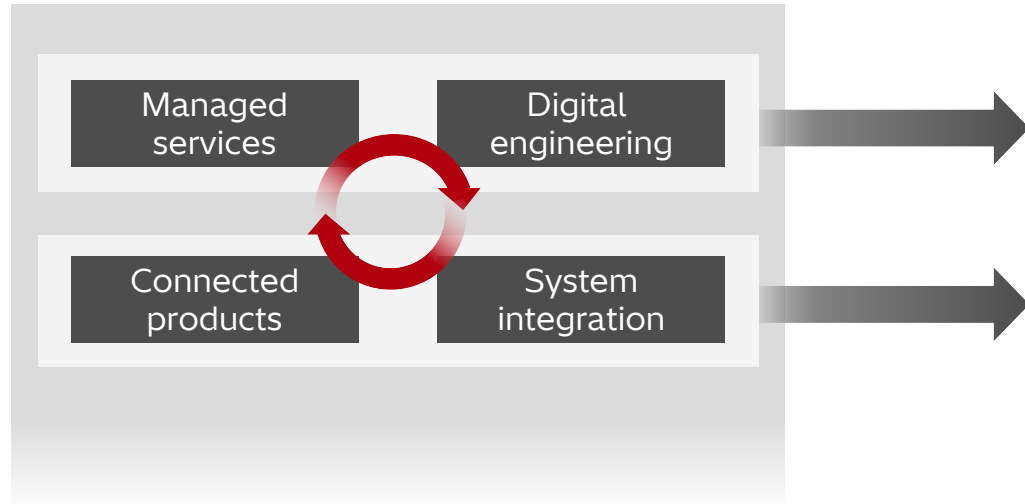 Managed
services
Digital
engineering
Connected
products
System
integration